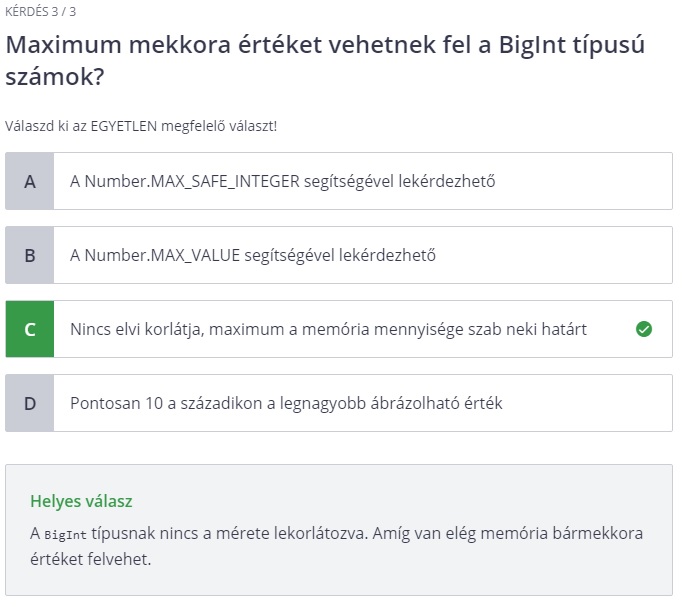 KÉRDÉS 3 / 3
Maximum mekkora értéket vehetnek fel a BigInt típusú
számok?
Válaszd ki az EGYETLEN megfelelő választ!
A A Number.MAX_SAFE_INTEGER segítségével lekérdezhető
B A Number.MAX_VALUE segítségével lekérdezhető
C Nincs elvi korlátja, maximum a memória mennyisége szab neki határt
D Pontosan 10 a századikon a legnagyobb ábrázolható érték
Helyes válasz
A BigInt típusnak nincs a mérete lekorlátozva. Amíg van elég memória bármekkora
értéket felvehet.